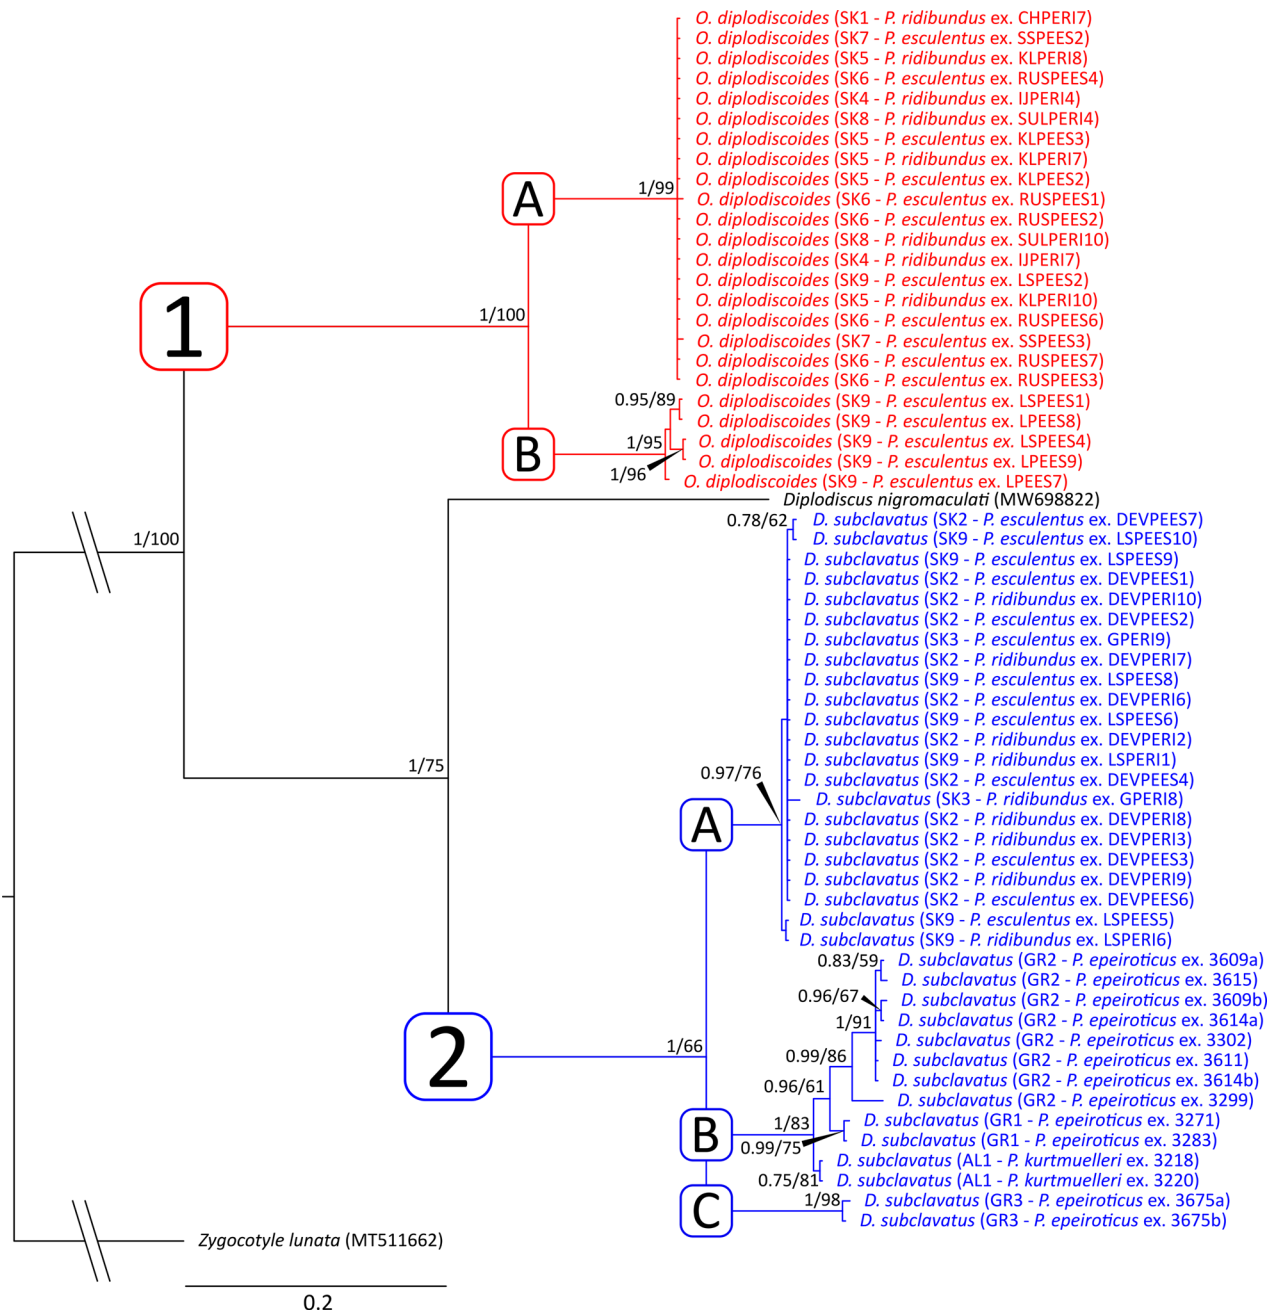 O. diplodiscoides (SK1 - P. ridibundus ex. CHPERI7)
O. diplodiscoides (SK7 - P. esculentus ex. SSPEES2)
O. diplodiscoides (SK5 - P. ridibundus ex. KLPERI8)
O. diplodiscoides (SK6 - P. esculentus ex. RUSPEES4)
O. diplodiscoides (SK4 - P. ridibundus ex. IJPERI4)
O. diplodiscoides (SK8 - P. ridibundus ex. SULPERI4)
O. diplodiscoides (SK5 - P. esculentus ex. KLPEES3)
O. diplodiscoides (SK5 - P. ridibundus ex. KLPERI7)
O. diplodiscoides (SK5 - P. esculentus ex. KLPEES2)
A
1/99
O. diplodiscoides (SK6 - P. esculentus ex. RUSPEES1)
O. diplodiscoides (SK6 - P. esculentus ex. RUSPEES2)
O. diplodiscoides (SK8 - P. ridibundus ex. SULPERI10)
O. diplodiscoides (SK4 - P. ridibundus ex. IJPERI7)
O. diplodiscoides (SK9 - P. esculentus ex. LSPEES2)
O. diplodiscoides (SK5 - P. ridibundus ex. KLPERI10)
1
1/100
O. diplodiscoides (SK6 - P. esculentus ex. RUSPEES6)
O. diplodiscoides (SK7 - P. esculentus ex. SSPEES3)
O. diplodiscoides (SK6 - P. esculentus ex. RUSPEES7)
O. diplodiscoides (SK6 - P. esculentus ex. RUSPEES3)
0.95/89
O. diplodiscoides (SK9 - P. esculentus ex. LSPEES1)
O. diplodiscoides (SK9 - P. esculentus ex. LPEES8)
B
1/95
O. diplodiscoides (SK9 - P. esculentus ex. LSPEES4)
O. diplodiscoides (SK9 - P. esculentus ex. LPEES9)
1/96
O. diplodiscoides (SK9 - P. esculentus ex. LPEES7)
Diplodiscus nigromaculati (MW698822)
0.78/62
D. subclavatus (SK2 - P. esculentus ex. DEVPEES7)
1/100
D. subclavatus (SK9 - P. esculentus ex. LSPEES10)
D. subclavatus (SK9 - P. esculentus ex. LSPEES9)
D. subclavatus (SK2 - P. esculentus ex. DEVPEES1)
D. subclavatus (SK2 - P. ridibundus ex. DEVPERI10)
D. subclavatus (SK2 - P. esculentus ex. DEVPEES2)
D. subclavatus (SK3 - P. esculentus ex. GPERI9)
D. subclavatus (SK2 - P. ridibundus ex. DEVPERI7)
D. subclavatus (SK9 - P. esculentus ex. LSPEES8)
D. subclavatus (SK2 - P. esculentus ex. DEVPERI6)
D. subclavatus (SK9 - P. esculentus ex. LSPEES6)
D. subclavatus (SK2 - P. ridibundus ex. DEVPERI2)
D. subclavatus (SK9 - P. ridibundus ex. LSPERI1)
1/75
0.97/76
D. subclavatus (SK2 - P. esculentus ex. DEVPEES4)
D. subclavatus (SK3 - P. ridibundus ex. GPERI8)
A
D. subclavatus (SK2 - P. ridibundus ex. DEVPERI8)
D. subclavatus (SK2 - P. ridibundus ex. DEVPERI3)
D. subclavatus (SK2 - P. esculentus ex. DEVPEES3)
D. subclavatus (SK2 - P. ridibundus ex. DEVPERI9)
D. subclavatus (SK2 - P. esculentus ex. DEVPEES6)
D. subclavatus (SK9 - P. esculentus ex. LSPEES5)
D. subclavatus (SK9 - P. ridibundus ex. LSPERI6)
0.83/59
D. subclavatus (GR2 - P. epeiroticus ex. 3609a)
D. subclavatus (GR2 - P. epeiroticus ex. 3615)
0.96/67
D. subclavatus (GR2 - P. epeiroticus ex. 3609b)
D. subclavatus (GR2 - P. epeiroticus ex. 3614a)
1/91
D. subclavatus (GR2 - P. epeiroticus ex. 3302)
2
1/66
0.99/86
D. subclavatus (GR2 - P. epeiroticus ex. 3611)
D. subclavatus (GR2 - P. epeiroticus ex. 3614b)
0.96/61
D. subclavatus (GR2 - P. epeiroticus ex. 3299)
B
1/83
D. subclavatus (GR1 - P. epeiroticus ex. 3271)
0.99/75
D. subclavatus (GR1 - P. epeiroticus ex. 3283)
D. subclavatus (AL1 - P. kurtmuelleri ex. 3218)
0.75/81
D. subclavatus (AL1 - P. kurtmuelleri ex. 3220)
C
1/98
D. subclavatus (GR3 - P. epeiroticus ex. 3675a)
D. subclavatus (GR3 - P. epeiroticus ex. 3675b)
Zygocotyle lunata (MT511662)
0.2